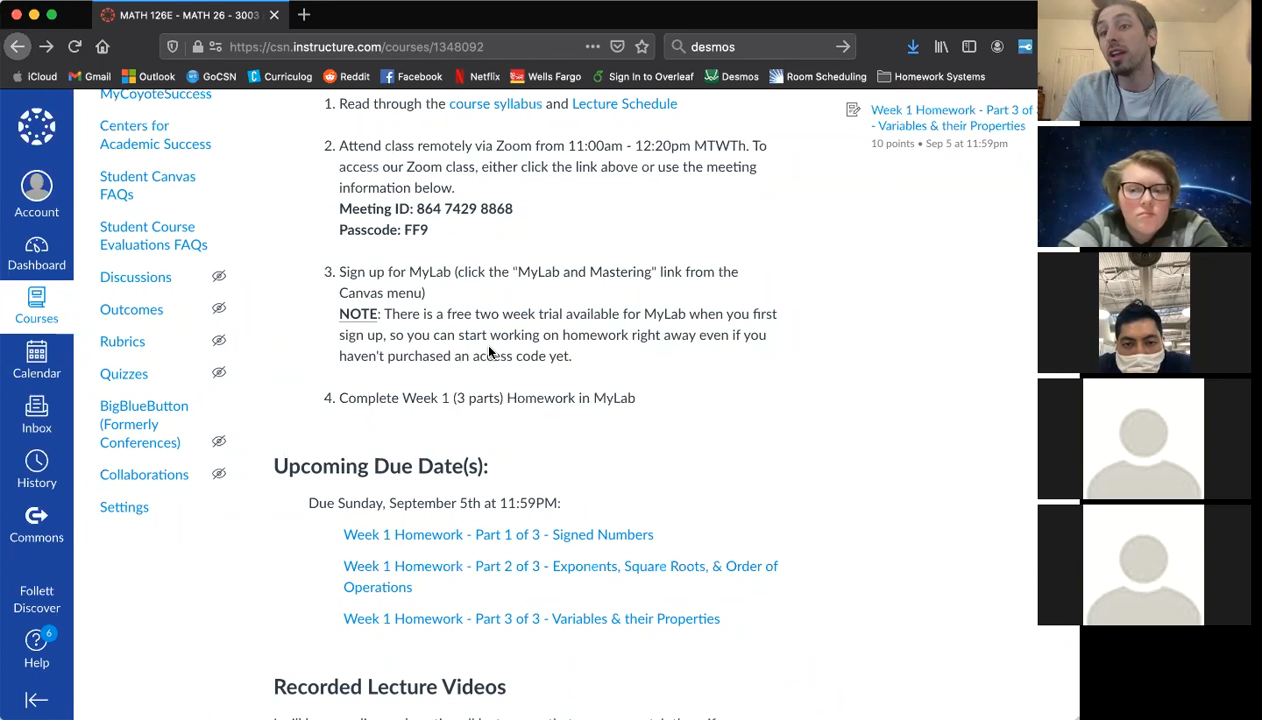 MATH 126E - MATH 26 - 3003
https://csn.instructure.com/courses/1348092
desmos
iCloud
Gmail
Outlook
GoCSN
Curriculog
Reddit
Facebook
Netflix
Wells Fargo
Sign In to Overleaf
Desmos
Room Scheduling
Homework Systems
Account
Dashboard
Courses
Calendar
Inbox
History
Commons
Follett
Discover
6
Help
MyCoyoteSuccess
Centers for
Academic Success
Student Canvas
FAQs
Student Course
Evaluations FAQs
Discussions
Outcomes
Rubrics
Quizzes
BigBlueButton
(Formerly
Conferences)
Collaborations
Settings
1. Read through the course syllabus and Lecture Schedule
2. Attend class remotely via Zoom from 11:00am - 12:20pm MTWTh. To
access our Zoom class, either click the link above or use the meeting
information below.
Meeting ID: 864 7429 8868
Passcode: FF9
3. Sign up for MyLab (click the "MyLab and Mastering" link from the
Canvas menu)
NOTE: There is a free two week trial available for MyLab when you first
sign up, so you can start working on homework right away even if you
haven't purchased an access code yet.
4. Complete Week 1 (3 parts) Homework in MyLab
Upcoming Due Date(s):
Due Sunday, September 5th at 11:59PM:
Week 1 Homework - Part 1 of 3 - Signed Numbers
Week 1 Homework - Part 2 of 3 - Exponents, Square Roots, & Order of
Operations
Week 1 Homework - Part 3 of 3 - Variables & their Properties
Recorded Lecture Videos
Week 1 Homework - Part 3 of
- Variables & their Properties
10 points • Sep 5 at 11:59pm